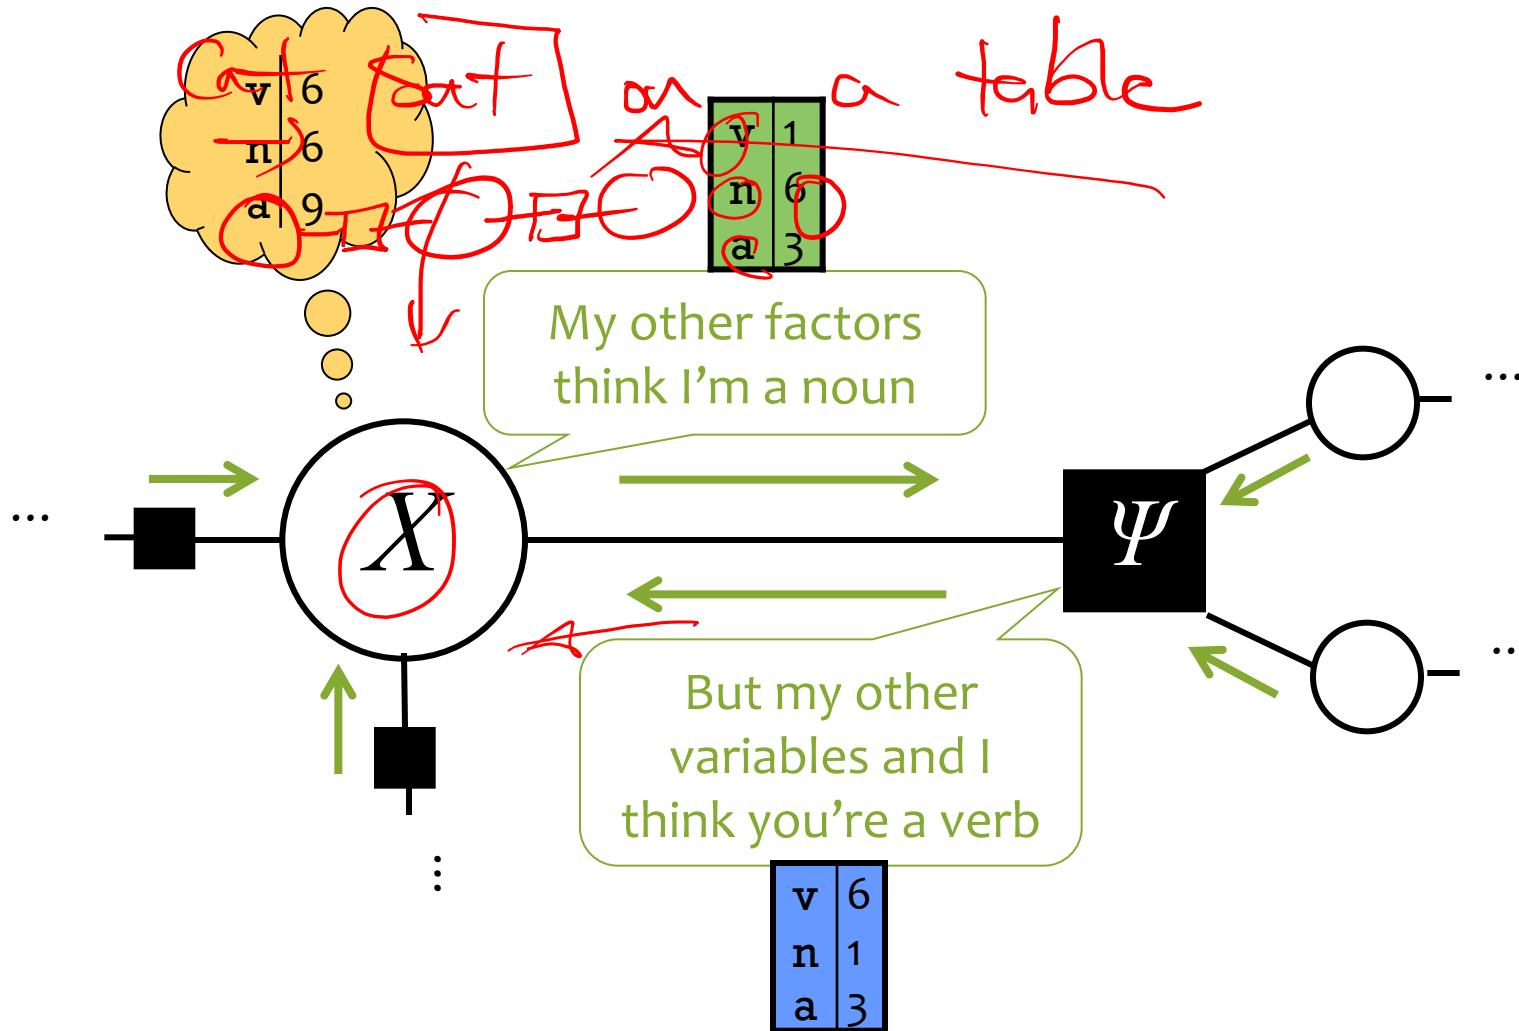 Cat Sat on a table
v 6
n 6
a 9
v 1
n 6
a 3
My other factors
think I'm a noun
...
...
X
Ψ
But my other
variables and I
think you're a verb
..
...
v 6
n 1
a 3